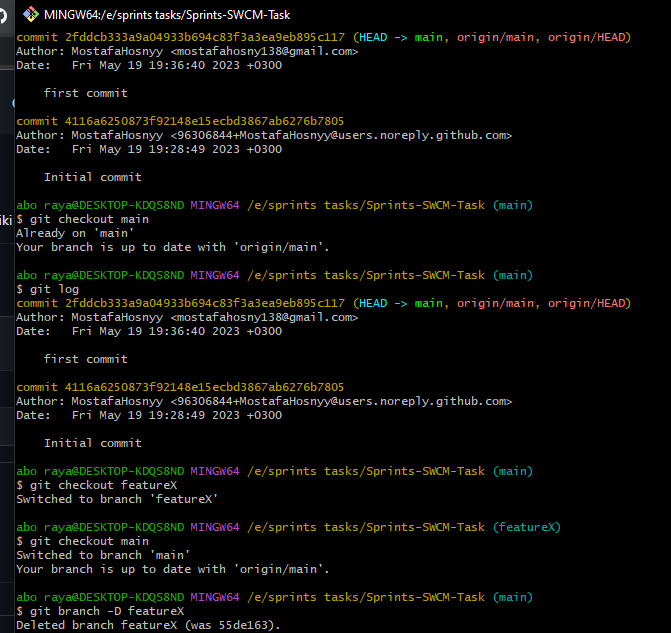 MINGW64:/e/sprints tasks/Sprints-SWCM-Task
commit 2fddcb333a9a04933b694c83f3a3ea9eb895c117 (HEAD -> main, origin/main, origin/HEAD)
Author: MostafaHosnyy <mostafahosny138@gmail.com>
Date:   Fri May 19 19:36:40 2023 +0300
first commit
commit 4116a6250873f92148e15ecbd3867ab6276b7805
Author: MostafaHosnyy <96306844+MostafaHosnyy@users.noreply.github.com>
Date:   Fri May 19 19:28:49 2023 +0300
Initial commit
abo raya@DESKTOP-KDQS8ND MINGW64 /e/sprints tasks/Sprints-SWCM-Task (main)
$ git checkout main
Already on 'main'
Your branch is up to date with 'origin/main'.
abo raya@DESKTOP-KDQS8ND MINGW64 /e/sprints tasks/Sprints-SWCM-Task (main)
$ git log
commit 2fddcb333a9a04933b694c83f3a3ea9eb895c117 (HEAD -> main, origin/main, origin/HEAD)
Author: MostafaHosnyy <mostafahosny138@gmail.com>
Date:   Fri May 19 19:36:40 2023 +0300
first commit
commit 4116a6250873f92148e15ecbd3867ab6276b7805
Author: MostafaHosnyy <96306844+MostafaHosnyy@users.noreply.github.com>
Date:   Fri May 19 19:28:49 2023 +0300
Initial commit
abo raya@DESKTOP-KDQS8ND MINGW64 /e/sprints tasks/Sprints-SWCM-Task (main)
$ git checkout featureX
Switched to branch 'featureX'
abo raya@DESKTOP-KDQS8ND MINGW64 /e/sprints tasks/Sprints-SWCM-Task (featureX)
$ git checkout main
Switched to branch 'main'
Your branch is up to date with 'origin/main'.
abo raya@DESKTOP-KDQS8ND MINGW64 /e/sprints tasks/Sprints-SWCM-Task (main)
$ git branch -D featureX
Deleted branch featureX (was 55de163).